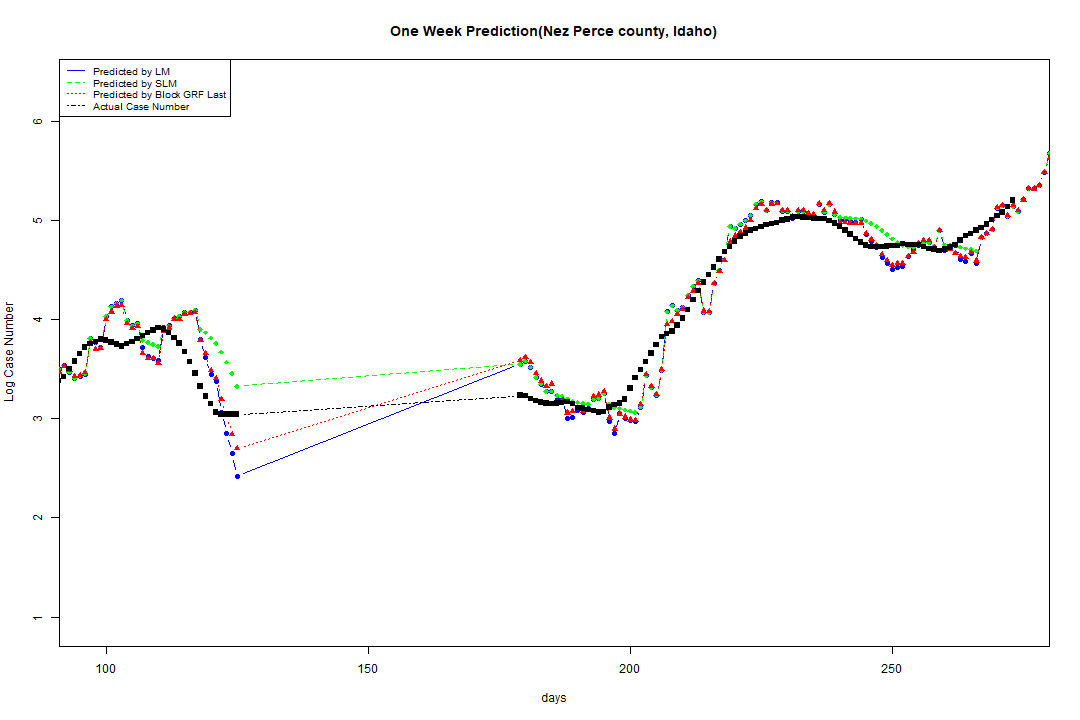 One Week Prediction(Nez Perce county, Idaho)
Predicted by LM
Predicted by SLM
Predicted by Block GRF Last
Actual Case Number
Log Case Number
6
5
4
3
2
1
100 150 200 250
days